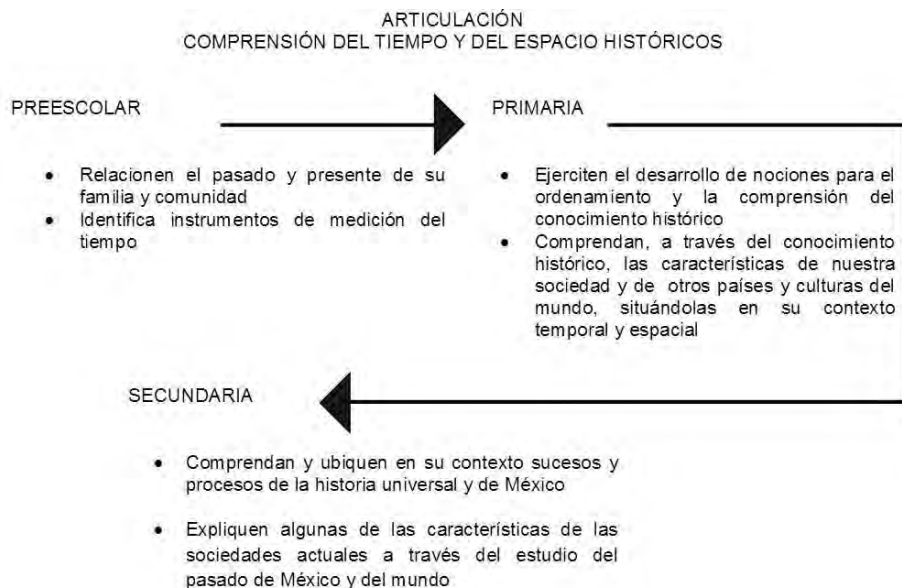 ARTICULACIÓN
COMPRENSIÓN DEL TIEMPO Y DEL ESPACIO HISTÓRICOS
PREESCOLAR
• Relacionen el pasado y presente de su
familia y comunidad
• Identifica instrumentos de medición del
tiempo
PRIMARIA
• Ejerciten el desarrollo de nociones para el
ordenamiento y la comprensión del
conocimiento histórico
• Comprendan, a través del conocimiento
histórico, las características de nuestra
sociedad y de otros países y culturas del
mundo, situándolas en su contexto
temporal y espacial
SECUNDARIA
• Comprendan y ubiquen en su contexto sucesos y
procesos de la historia universal y de México
• Expliquen algunas de las características de las
sociedades actuales a través del estudio del
pasado de México y del mundo